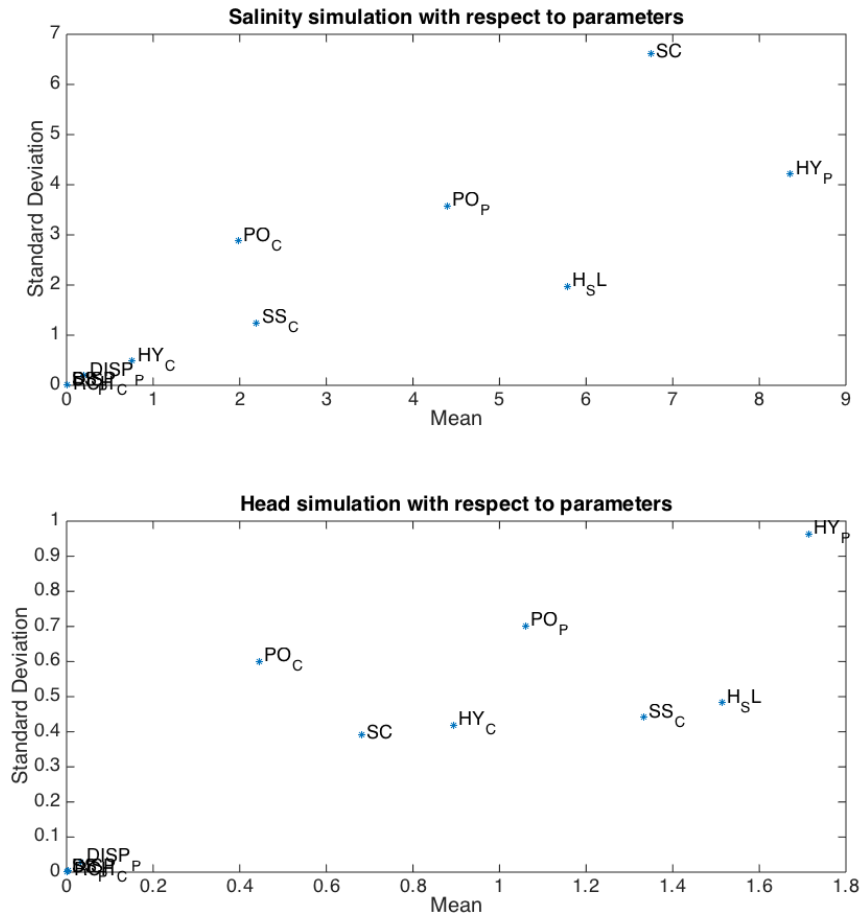 Salinity simulation with respect to parameters
7
SC
6
5
HY_P
4
PO_P
PO_C
3
H_SL
2
SS_C
1
HY_C
DISP_P
0
0 1 2 3 4 5 6 7 8 9
Standard Deviation
Mean
Head simulation with respect to parameters
1
HY_P
0.9
0.8
PO_P
0.7
PO_C
0.6
H_SL
0.5
SS_C
HY_C
SC
0.4
0.3
0.2
0.1
DISP_P
0
0 0.2 0.4 0.6 0.8 1 1.2 1.4 1.6 1.8
Standard Deviation
Mean